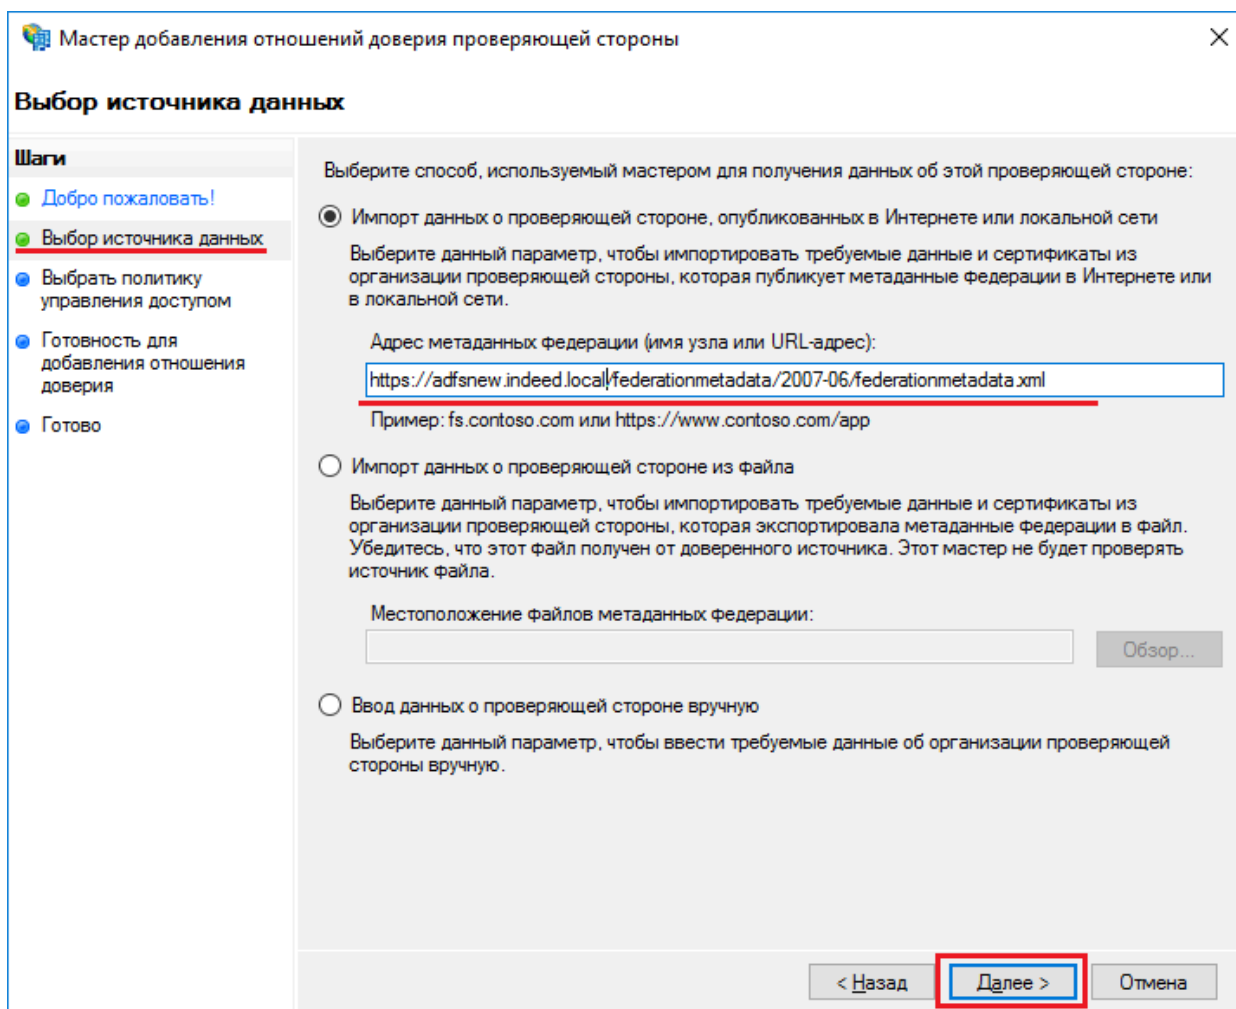 Мастер добавления отношений доверия проверяющей стороны
Выбор источника данных
Шаги
Добро пожаловать!
Выбор источника данных
Выбрать политику
управления доступом
Готовность для
добавления отношения
доверия
Готово
Выберите способ, используемый мастером для получения данных об этой проверяющей стороне:
Импорт данных о проверяющей стороне, опубликованных в Интернете или локальной сети
Выберите данный параметр, чтобы импортировать требуемые данные и сертификаты из
организации проверяющей стороны, которая публикует метаданные Федерации в Интернете или
в локальной сети.
Адрес метаданных федерации (имя узла или URL-адрес):
https://adfsnew.indeed.local/federationmetadata/2007-06/federationmetadata.xml
Пример: fs.contoso.com или https://www.contoso.com/app
Импорт данных о проверяющей стороне из файла
Выберите данный параметр, чтобы импортировать требуемые данные и сертификаты из
организации проверяющей стороны, которая экспортировала метаданные федерации в файл.
Убедитесь, что этот файл получен от доверенного источника. Этот мастер не будет проверять
источник файла.
Местоположение файлов метаданных федерации:
Обзор...
Ввод данных о проверяющей стороне вручную
Выберите данный параметр, чтобы ввести требуемые данные об организации проверяющей
стороны вручную.
< Назад
Далее >
Отмена